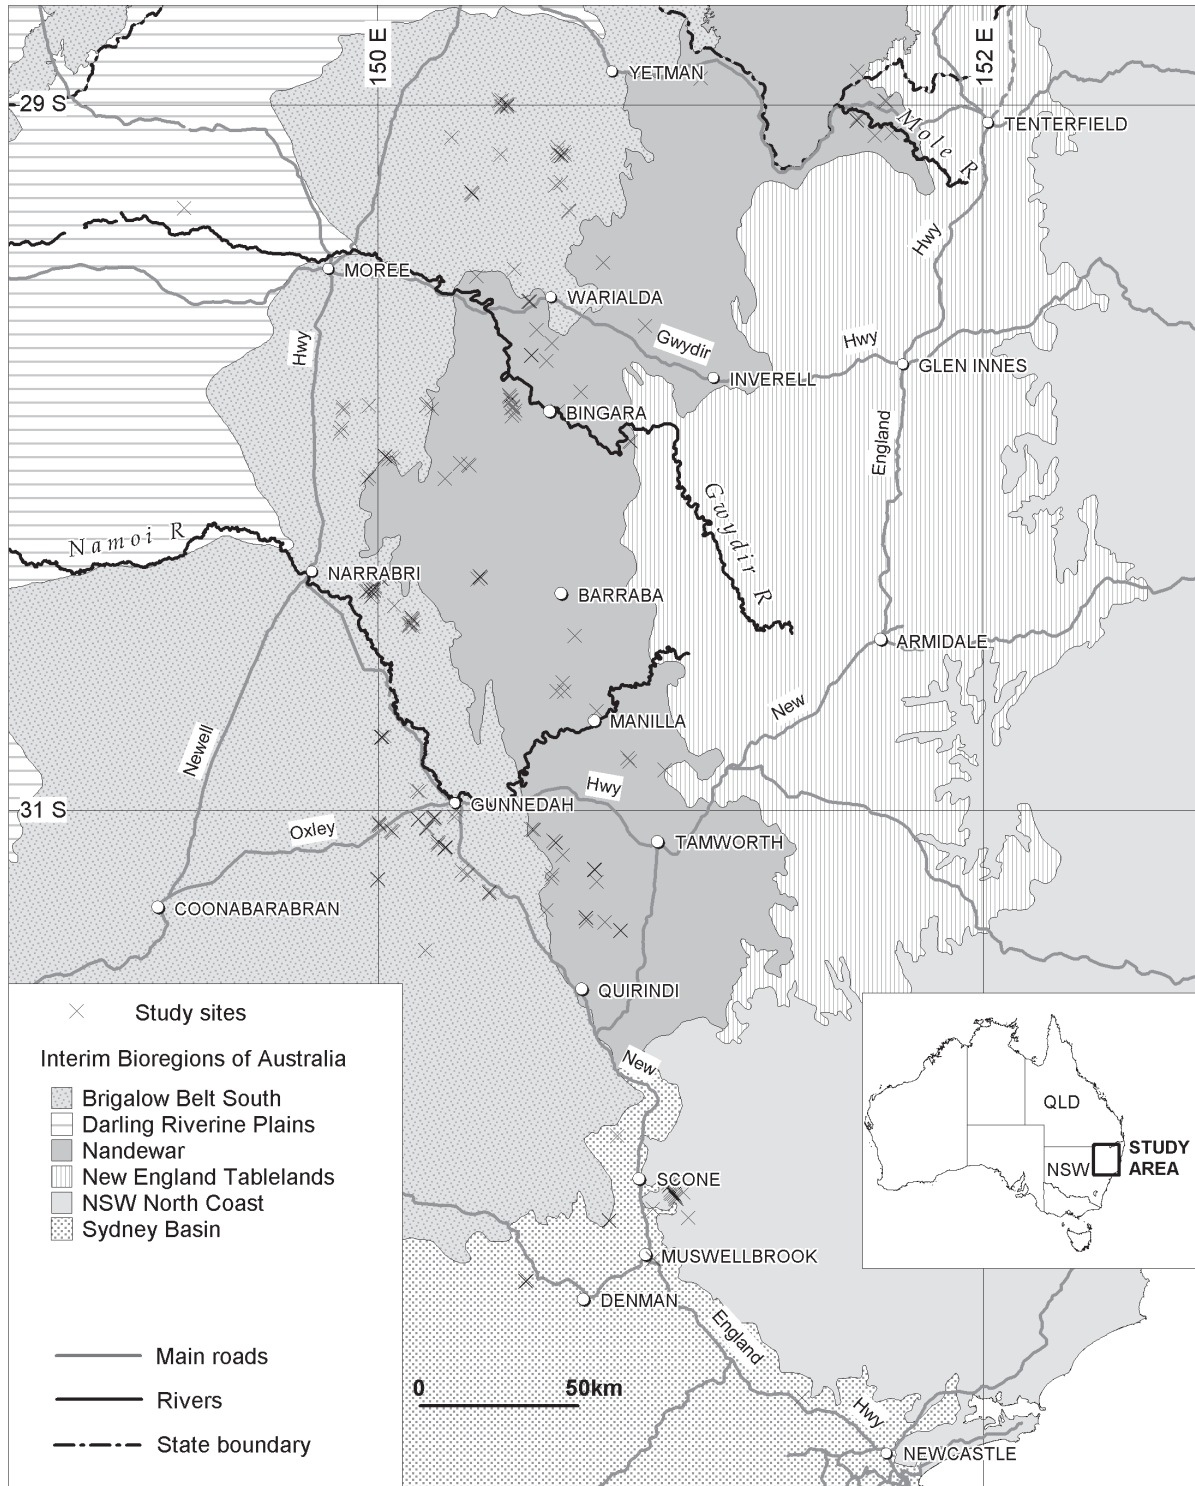 150 E
152 E
YETMAN
29 S
TENTERFIELD
Mole R
Hwy
MOREE
WARIALDA
Hwy
Gwydir
Hwy
INVERELL
GLEN INNES
BINGARA
England
Gwydir R
Namoi R
NARRABRI
BARRABA
ARMIDALE
New
MANILLA
Newell
Hwy
31 S
GUNNEDAH
Oxley
TAMWORTH
COONABARABRAN
QUIRINDI
New
SCONE
MUSWELLBROOK
DENMAN
England
Hwy
NEWCASTLE
0 50km
Study sites
Interim Bioregions of Australia
Brigalow Belt South
Darling Riverine Plains
Nandewar
New England Tablelands
NSW North Coast
Sydney Basin
Main roads
Rivers
State boundary
QLD
NSW
STUDY
AREA